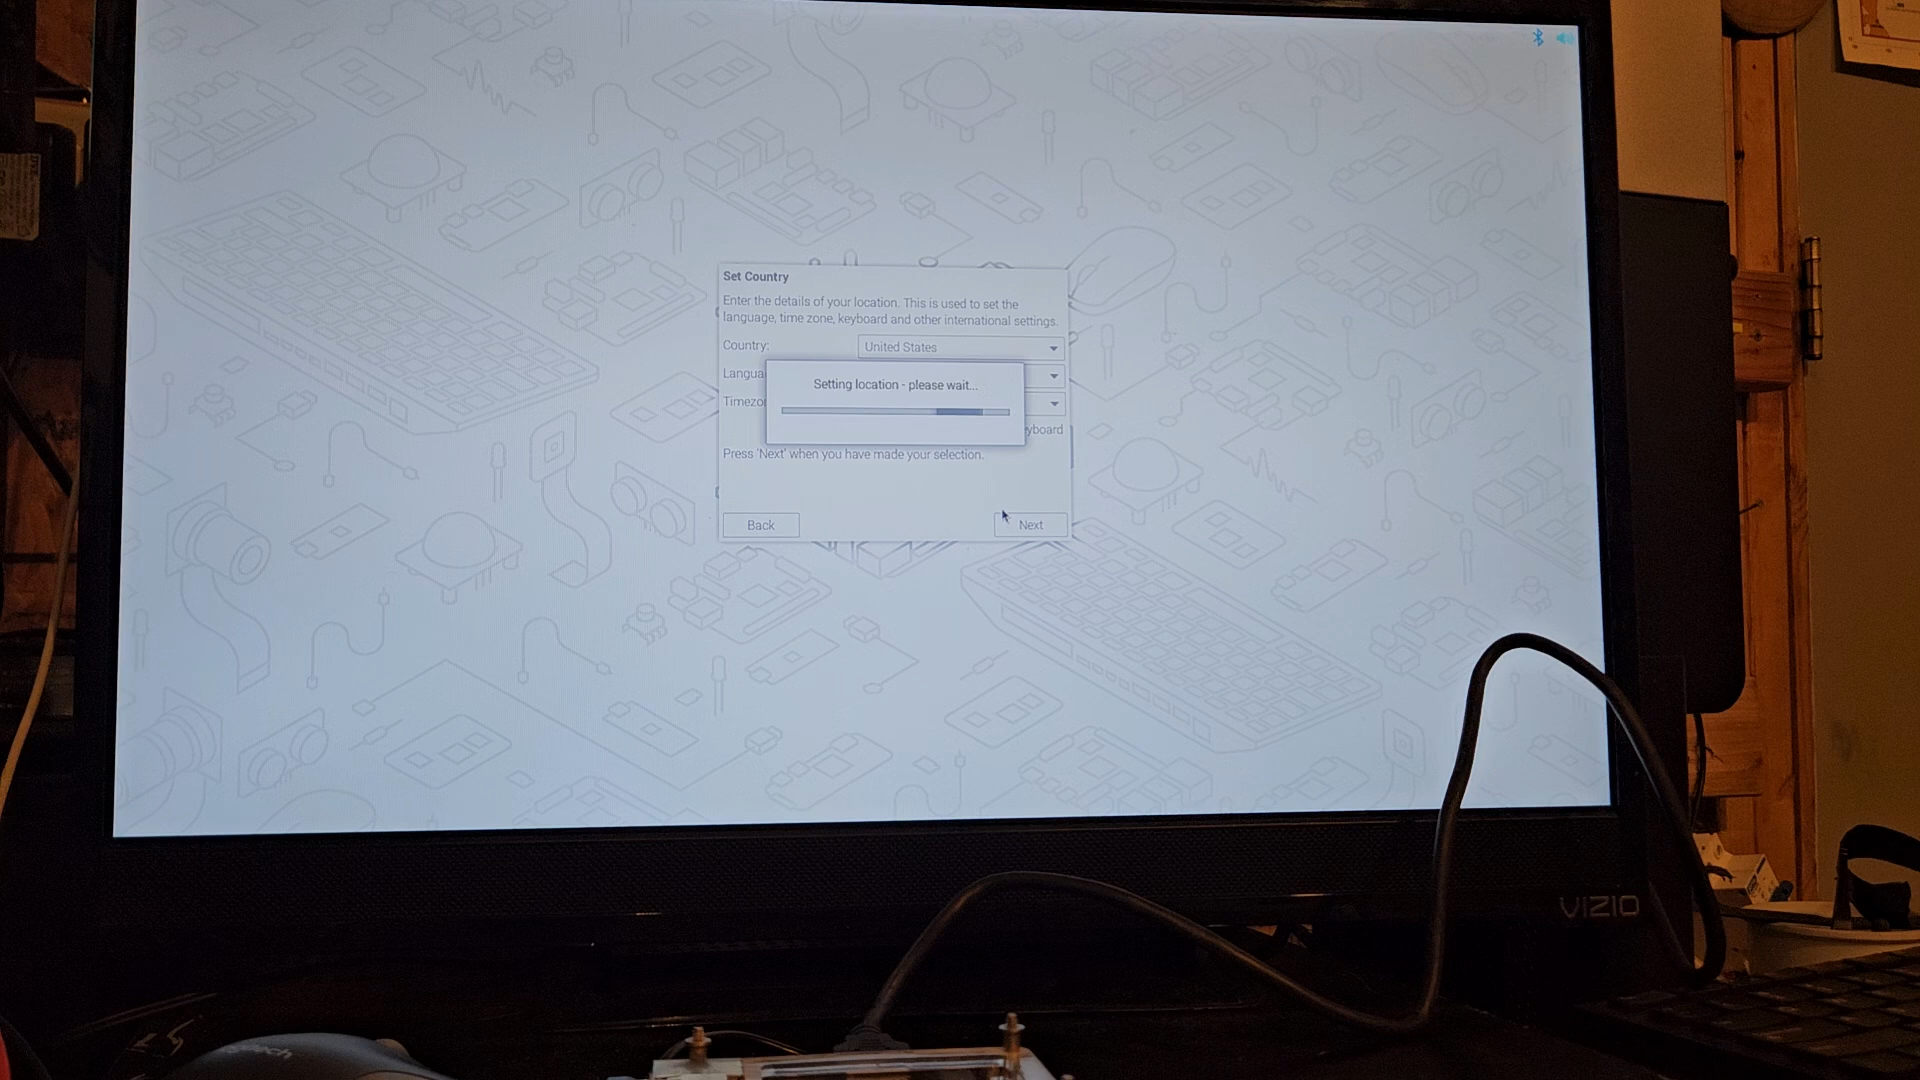 Set Country
Enter the details of your location. This is used to set the
language, time zone, keyboard and other international settings.
Country:
United States
Langua
Setting location - please wait...
Timezo
yboard
Press 'Next' when you have made your selection.
Back
Next
VIZIO